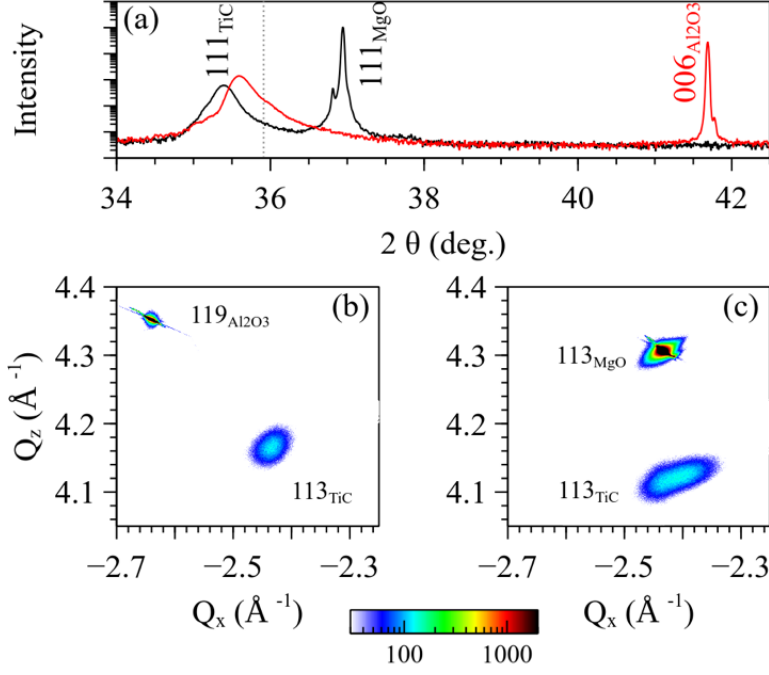 (a)
111TiC
111MgO
006Al2O3
Intensity
34 36 38 40 42
2 θ (deg.)
4.4 (b) 4.4 (c)
119Al2O3
4.3 4.3 113MgO
Qz (Å -1)
4.2 4.2
113TiC 113TiC
4.1 4.1
−2.7 −2.5 −2.3 −2.7 −2.5 −2.3
Qx (Å -1) Qx (Å -1)
100 1000